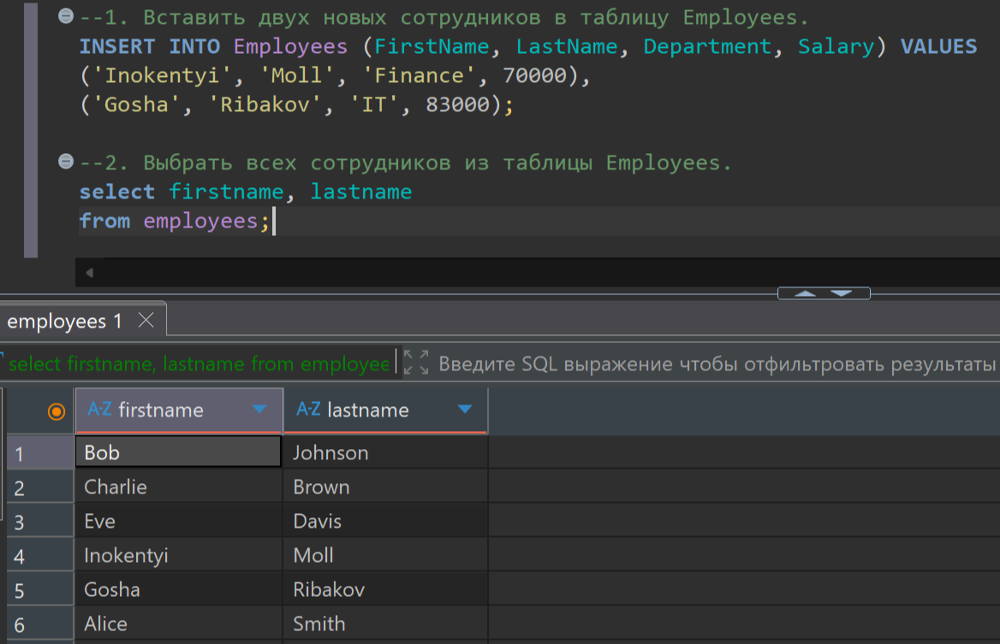 --1. Вставить двух новых сотрудников в таблицу Employees.
INSERT INTO Employees (FirstName, LastName, Department, Salary) VALUES
('Inokentyi', 'Moll', 'Finance', 70000),
('Gosha', 'Ribakov', 'IT', 83000);
--2. Выбрать всех сотрудников из таблицы Employees.
select firstname, lastname
from employees;
employees 1
select firstname, lastname from employee Введите SQL выражение чтобы отфильтровать результаты
A-Z firstname A-Z lastname
1 Bob Johnson
2 Charlie Brown
3 Eve Davis
4 Inokentyi Moll
5 Gosha Ribakov
6 Alice Smith